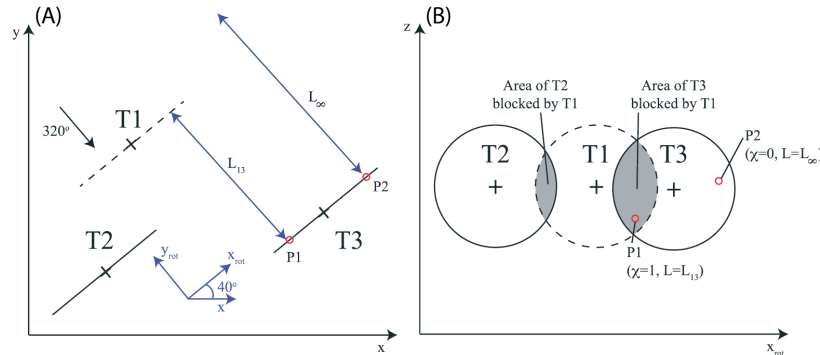 (A)
y
320°
T1
L∞
L13
P2
P1
T3
T2
yrot
xrot
40°
x
x
(B)
z
Area of T2
blocked by T1
Area of T3
blocked by T1
P2
(χ=0, L=L∞)
T2
T1
T3
P1
(χ=1, L=L13)
xrot